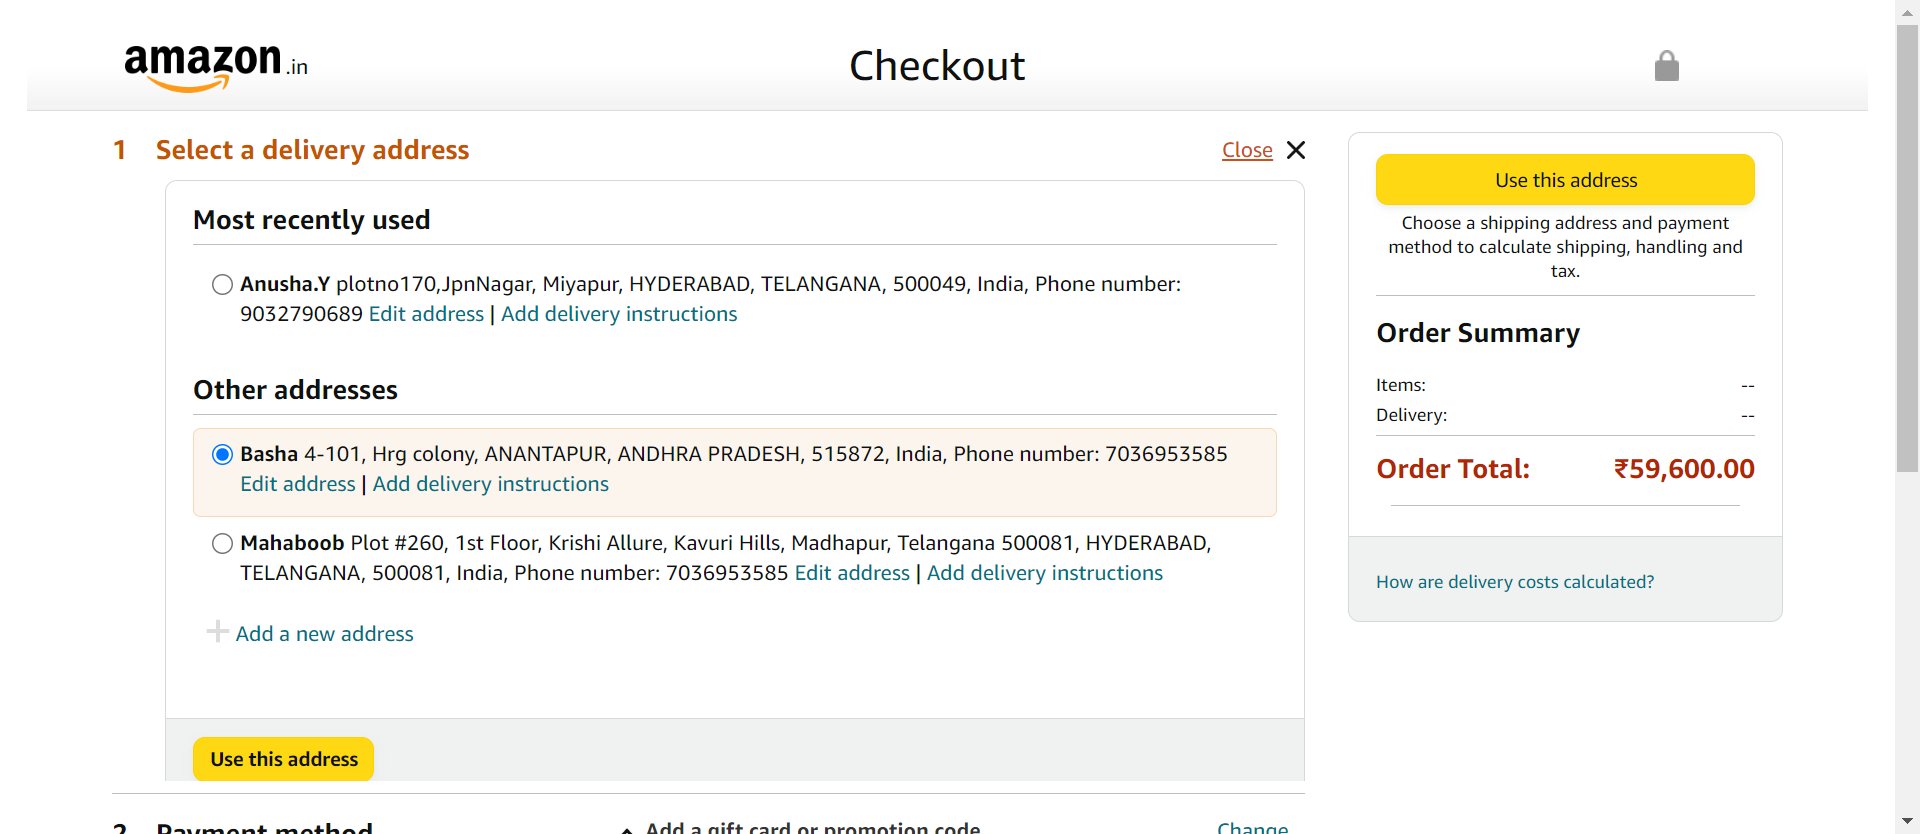 amazon.in
Checkout
1 Select a delivery address
Close
Most recently used
Anusha.Y plotno170,JpnNagar, Miyapur, HYDERABAD, TELANGANA, 500049, India, Phone number:
9032790689 Edit address | Add delivery instructions
Other addresses
Basha 4-101, Hrg colony, ANANTAPUR, ANDHRA PRADESH, 515872, India, Phone number: 7036953585
Edit address | Add delivery instructions
Mahaboob Plot #260, 1st Floor, Krishi Allure, Kavuri Hills, Madhapur, Telangana 500081, HYDERABAD,
TELANGANA, 500081, India, Phone number: 7036953585 Edit address | Add delivery instructions
Add a new address
Use this address
2 Payment method
Add a gift card or promotion code
Change
Use this address
Choose a shipping address and payment
method to calculate shipping, handling and
tax.
Order Summary
Items: --
Delivery: --
Order Total: ₹59,600.00
How are delivery costs calculated?